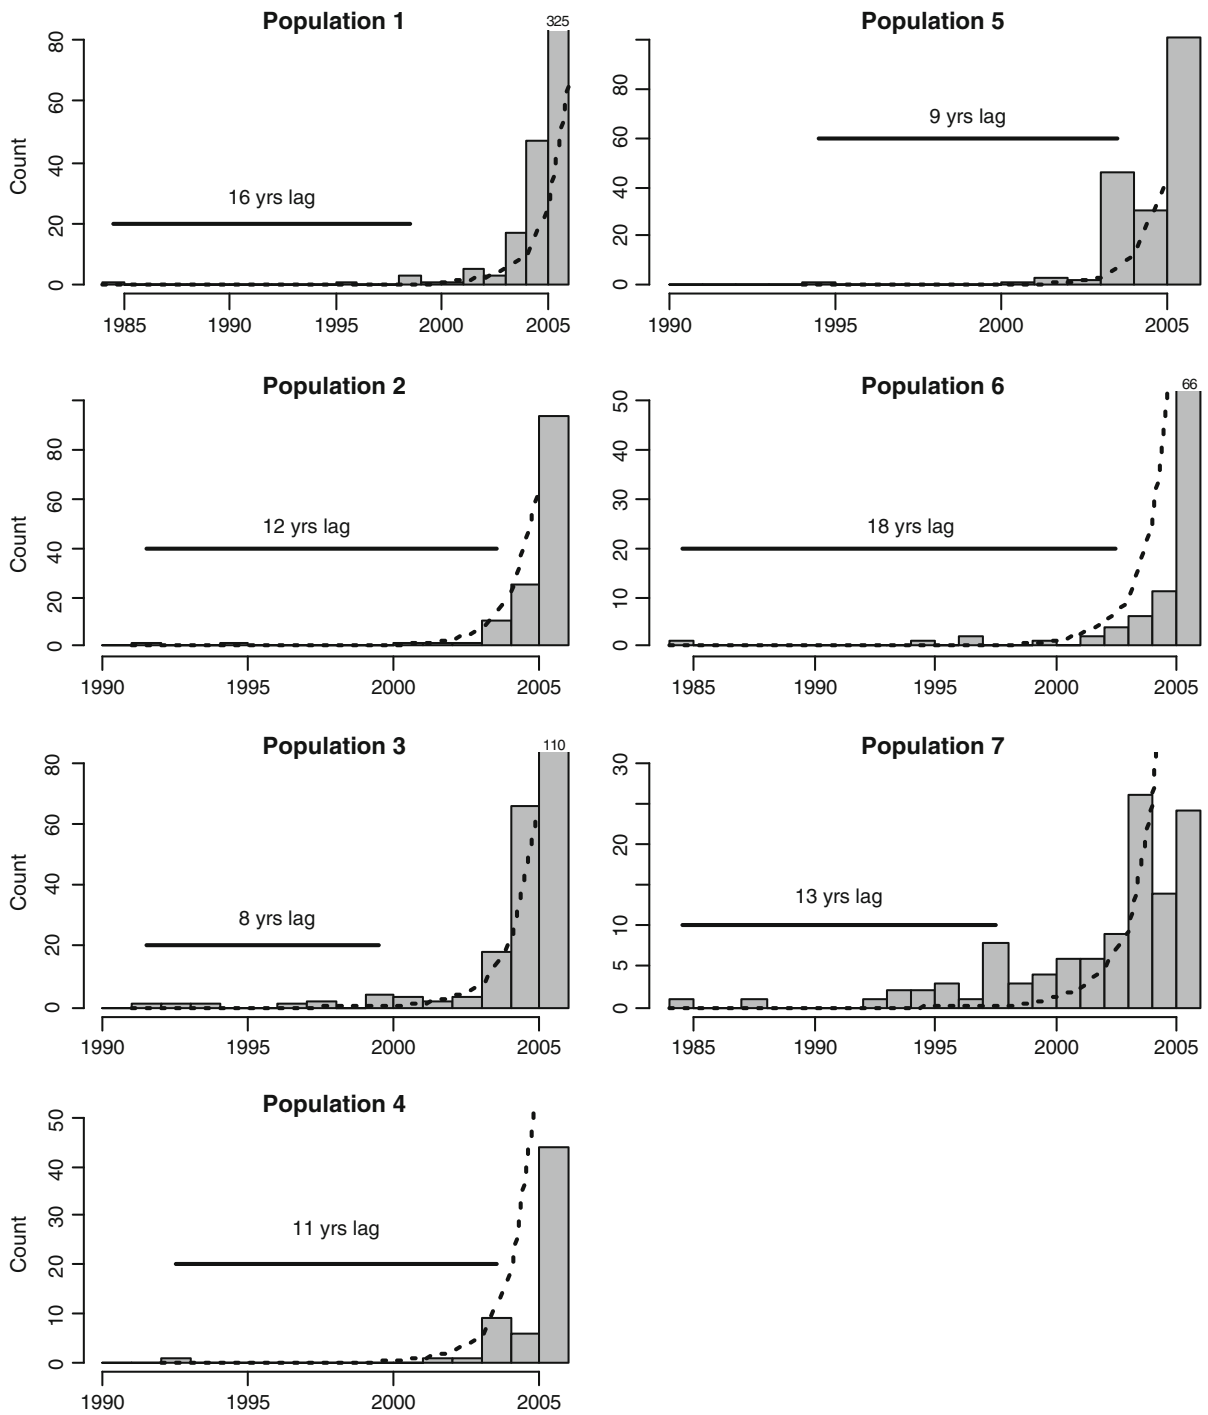 Population 1
325
Count
80
60
40
20
0
16 yrs lag
1985 1990 1995 2000 2005
Population 5
80
60
40
20
0
9 yrs lag
1990 1995 2000 2005
Population 2
Count
80
60
40
20
0
12 yrs lag
1990 1995 2000 2005
Population 6
66
50
40
30
20
10
0
18 yrs lag
1985 1990 1995 2000 2005
Population 3
110
Count
80
60
40
20
0
8 yrs lag
1990 1995 2000 2005
Population 7
30
20
10
5
0
13 yrs lag
1985 1990 1995 2000 2005
Population 4
Count
50
40
30
20
10
0
11 yrs lag
1990 1995 2000 2005